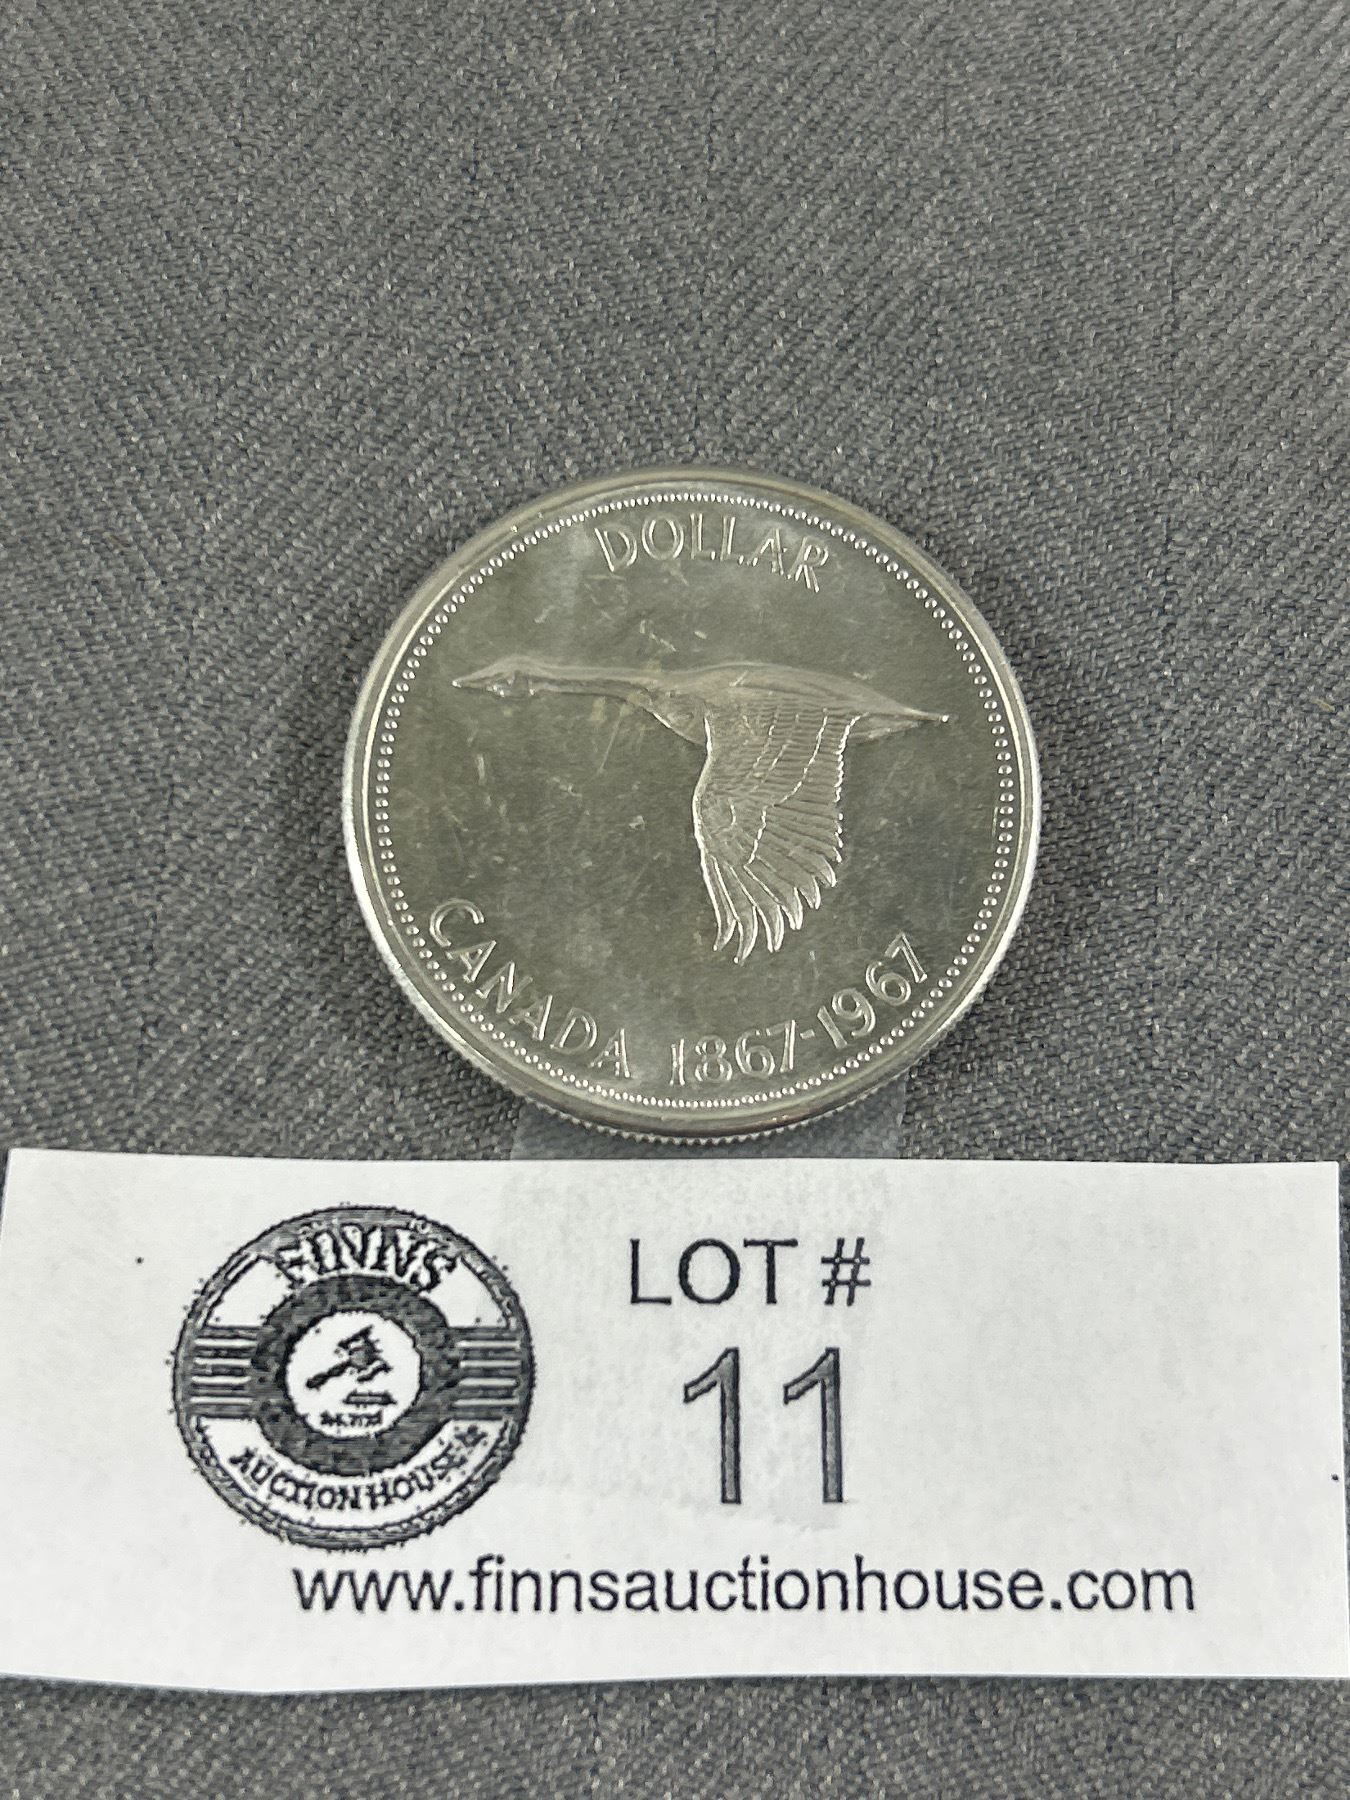 DOLLAR
CANADA 1867-1967
FINNS
AUCTION HOUSE
LOT #
11
www.finnsauctionhouse.com